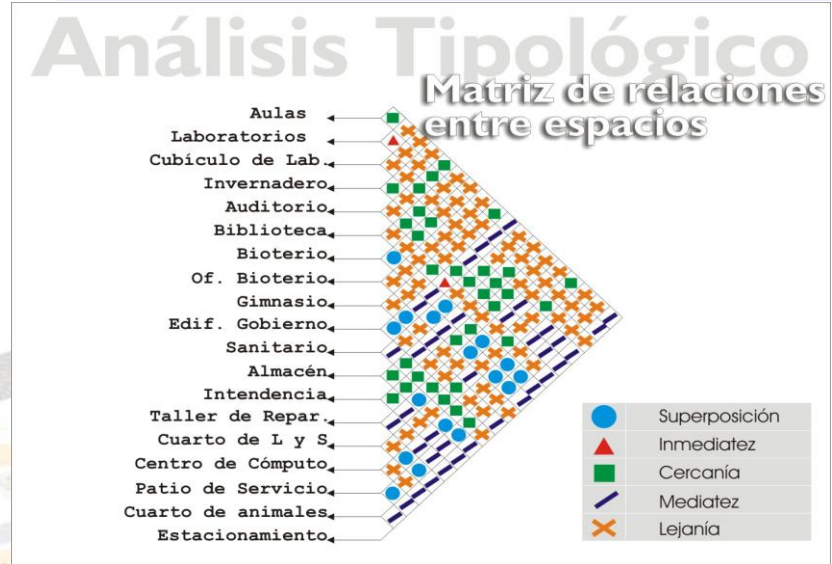 Análisis Tipológico
Matriz de relaciones
entre espacios
Aulas
Laboratorios
Cubículo de Lab.
Invernadero
Auditorio
Biblioteca
Bioterio
Of. Bioterio
Gimnasio
Edif. Gobierno
Sanitario
Almacén
Intendencia
Taller de Repar.
Cuarto de L y S
Centro de Cómputo
Patio de Servicio
Cuarto de animales
Estacionamiento
Superposición
Inmediatez
Cercanía
Mediatez
Lejanía